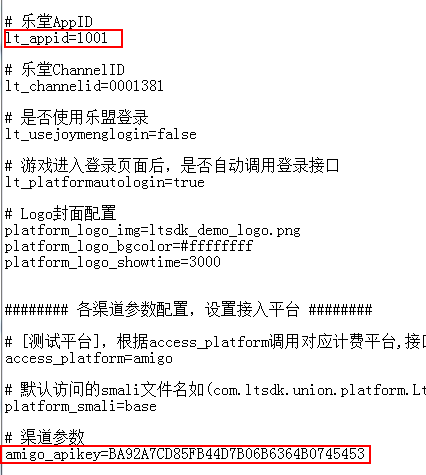 # 乐堂AppID
lt_appid=1001
# 乐堂ChannelID
lt_channelid=0001381
# 是否使用乐盟登录
lt_usejoymenglogin=false
# 游戏进入登录页面后，是否自动调用登录接口
lt_platformautologin=true
# Logo封面配置
platform_logo_img=ltsdk_demo_logo.png
platform_logo_bgcolor=#ffffffff
platform_logo_showtime=3000
######## 各渠道参数配置，设置接入平台 ########
# [测试平台]，根据access_platform调用对应计费平台,接口
access_platform=amigo
# 默认访问的smali文件名如(com.ltsdk.union.platform.Lt
platform_smali=base
# 渠道参数
amigo_apikey=BA92A7CD85FB44D7B06B6364B0745453